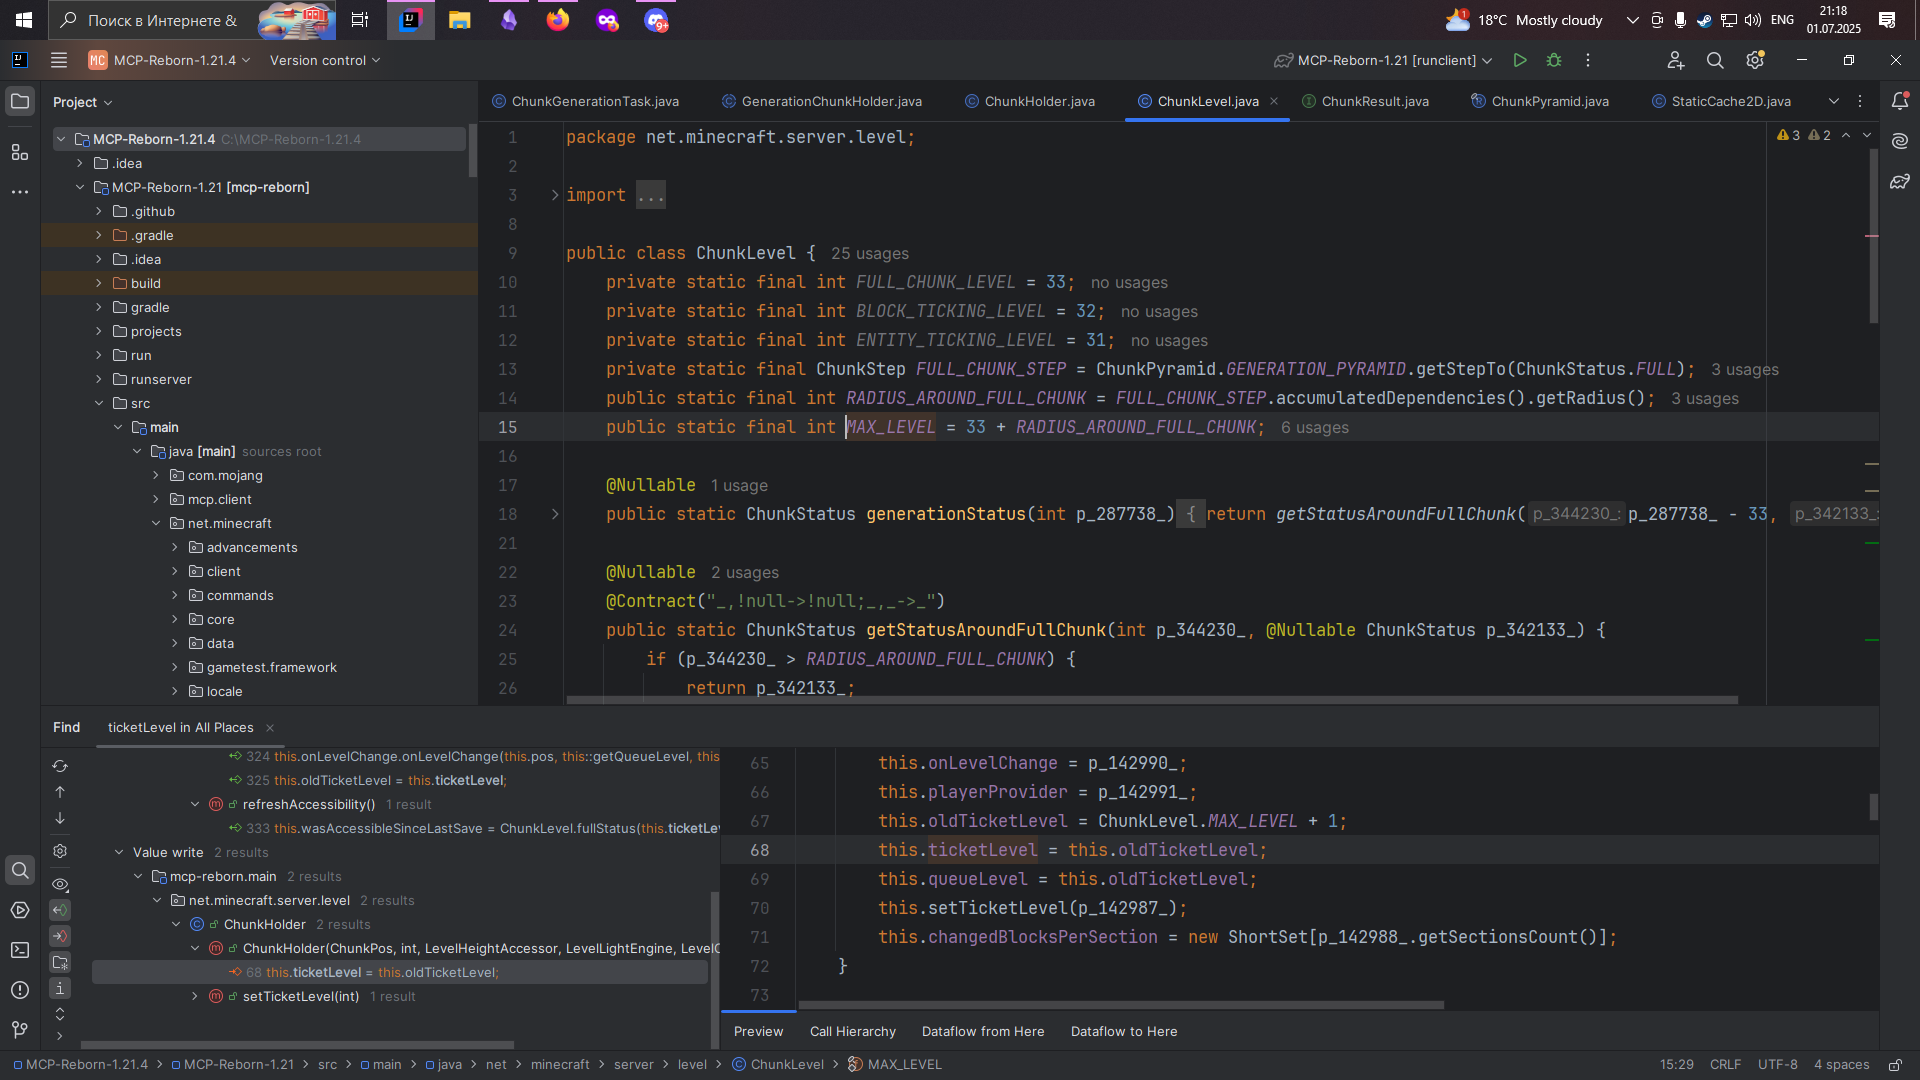 Поиск в Интернете &
9+
1
18°C Mostly cloudy
ENG
21:18
01.07.2025
MC MCP-Reborn-1.21.4
Version control
MCP-Reborn-1.21 [runclient]
Project
ChunkGenerationTask.java
GenerationChunkHolder.java
ChunkHolder.java
ChunkLevel.java
ChunkResult.java
ChunkPyramid.java
StaticCache2D.java
MCP-Reborn-1.21.4 C:\MCP-Reborn-1.21.4
.idea
MCP-Reborn-1.21 [mcp-reborn]
.github
.gradle
.idea
build
gradle
projects
run
runserver
src
main
java [main] sources root
com.mojang
mcp.client
net.minecraft
advancements
client
commands
core
data
gametest.framework
locale
3 2
1 package net.minecraft.server.level;
2
3 import ...
8
9 public class ChunkLevel { 25 usages
10 private static final int FULL_CHUNK_LEVEL = 33; no usages
11 private static final int BLOCK_TICKING_LEVEL = 32; no usages
12 private static final int ENTITY_TICKING_LEVEL = 31; no usages
13 private static final ChunkStep FULL_CHUNK_STEP = ChunkPyramid.GENERATION_PYRAMID.getStepTo(ChunkStatus.FULL); 3 usages
14 public static final int RADIUS_AROUND_FULL_CHUNK = FULL_CHUNK_STEP.accumulatedDependencies().getRadius(); 3 usages
15 public static final int MAX_LEVEL = 33 + RADIUS_AROUND_FULL_CHUNK; 6 usages
16
17 @Nullable 1 usage
18 public static ChunkStatus generationStatus(int p_287738_) { return getStatusAroundFullChunk( p_344230_: p_287738_ - 33, p_342133_:
21
22 @Nullable 2 usages
23 @Contract("_,!null->!null;_,_->_")
24 public static ChunkStatus getStatusAroundFullChunk(int p_344230_, @Nullable ChunkStatus p_342133_) {
25 if (p_344230_ > RADIUS_AROUND_FULL_CHUNK) {
26 return p_342133_;
Find
ticketLevel in All Places
324 this.onLevelChange.onLevelChange(this.pos, this::getQueueLevel, this
325 this.oldTicketLevel = this.ticketLevel;
refreshAccessibility() 1 result
333 this.wasAccessibleSinceLastSave = ChunkLevel.fullStatus(this.ticketLe
Value write 2 results
mcp-reborn.main 2 results
net.minecraft.server.level 2 results
ChunkHolder 2 results
ChunkHolder(ChunkPos, int, LevelHeightAccessor, LevelLightEngine, LevelC
68 this.ticketLevel = this.oldTicketLevel;
setTicketLevel(int) 1 result
65 this.onLevelChange = p_142990_;
66 this.playerProvider = p_142991_;
67 this.oldTicketLevel = ChunkLevel.MAX_LEVEL + 1;
68 this.ticketLevel = this.oldTicketLevel;
69 this.queueLevel = this.oldTicketLevel;
70 this.setTicketLevel(p_142987_);
71 this.changedBlocksPerSection = new ShortSet[p_142988_.getSectionsCount()];
72 }
73
Preview
Call Hierarchy
Dataflow from Here
Dataflow to Here
MCP-Reborn-1.21.4 > MCP-Reborn-1.21 > src > main > java > net > minecraft > server > level > ChunkLevel > MAX_LEVEL
15:29 CRLF UTF-8 4 spaces